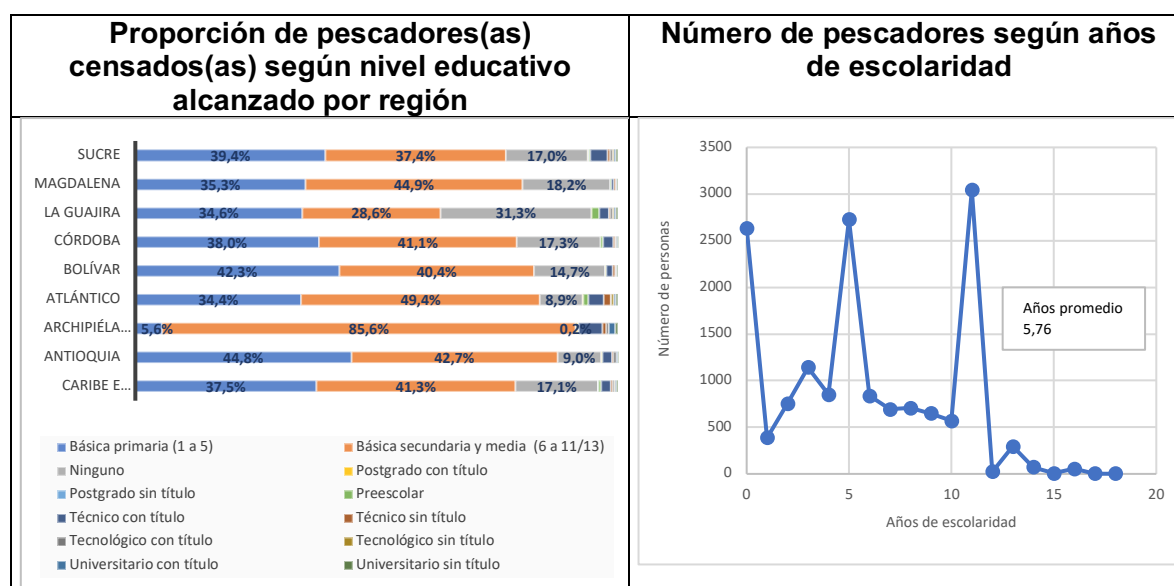 Proporción de pescadores(as)
censados(as) según nivel educativo
alcanzado por región
SUCRE
39,4%
37,4%
17,0%
MAGDALENA
35,3%
44,9%
18,2%
LA GUAJIRA
34,6%
28,6%
31,3%
CÓRDOBA
38,0%
41,1%
17,3%
BOLÍVAR
42,3%
40,4%
14,7%
ATLÁNTICO
34,4%
49,4%
8,9%
ARCHIPIÉLA…
5,6%
85,6%
0,2%
ANTIOQUIA
44,8%
42,7%
9,0%
CARIBE E…
37,5%
41,3%
17,1%
Básica primaria (1 a 5)
Básica secundaria y media (6 a 11/13)
Ninguno
Postgrado con título
Postgrado sin título
Preescolar
Técnico con título
Técnico sin título
Tecnológico con título
Tecnológico sin título
Universitario con título
Universitario sin título
Número de pescadores según años
de escolaridad
Número de personas
3500
3000
2500
2000
1500
1000
500
0
Años promedio
5,76
0
5
10
15
20
Años de escolaridad